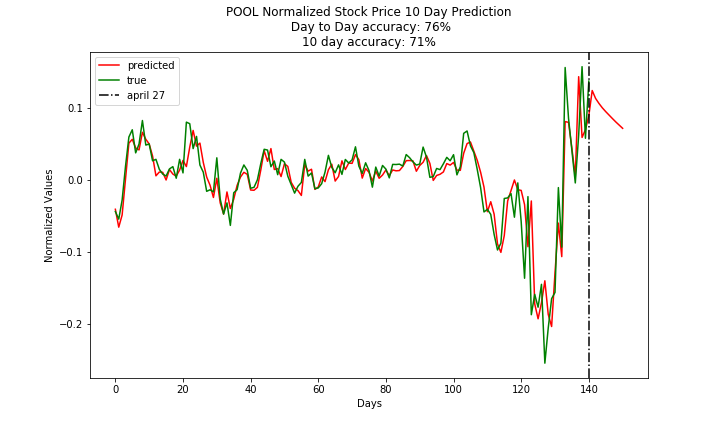 POOL Normalized Stock Price 10 Day Prediction
Day to Day accuracy: 76%
10 day accuracy: 71%
predicted
true
april 27
Normalized Values
0.1
0.0
−0.1
−0.2
0 20 40 60 80 100 120 140
Days